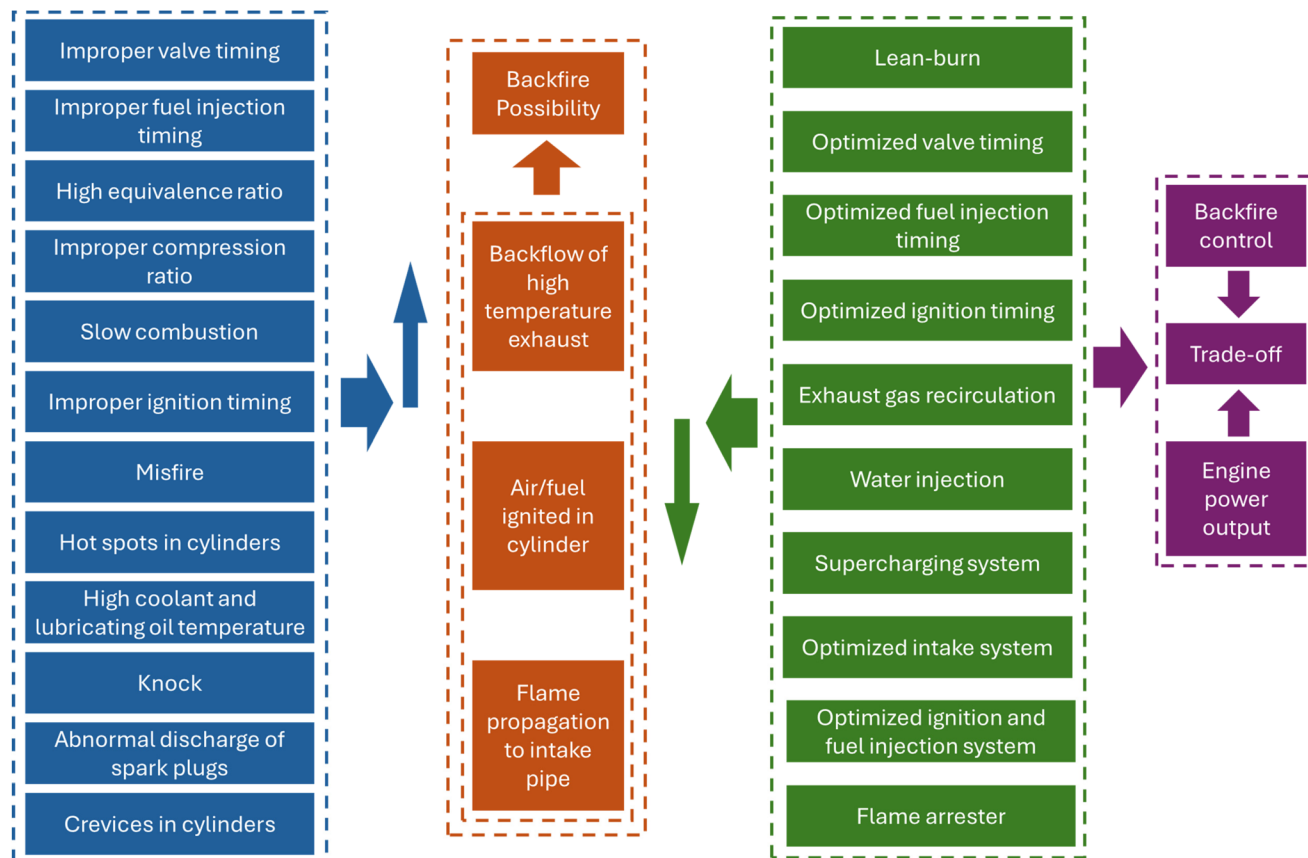 Improper valve timing
Improper fuel injection
timing
High equivalence ratio
Improper compression
ratio
Slow combustion
Improper ignition timing
Misfire
Hot spots in cylinders
High coolant and
lubricating oil temperature
Knock
Abnormal discharge of
spark plugs
Crevices in cylinders
Backfire
Possibility
Backflow of
high
temperature
exhaust
Air/fuel
ignited in
cylinder
Flame
propagation
to intake
pipe
Lean-burn
Optimized valve timing
Optimized fuel injection
timing
Optimized ignition timing
Exhaust gas recirculation
Water injection
Supercharging system
Optimized intake system
Optimized ignition and
fuel injection system
Flame arrester
Backfire
control
Trade-off
Engine
power
output